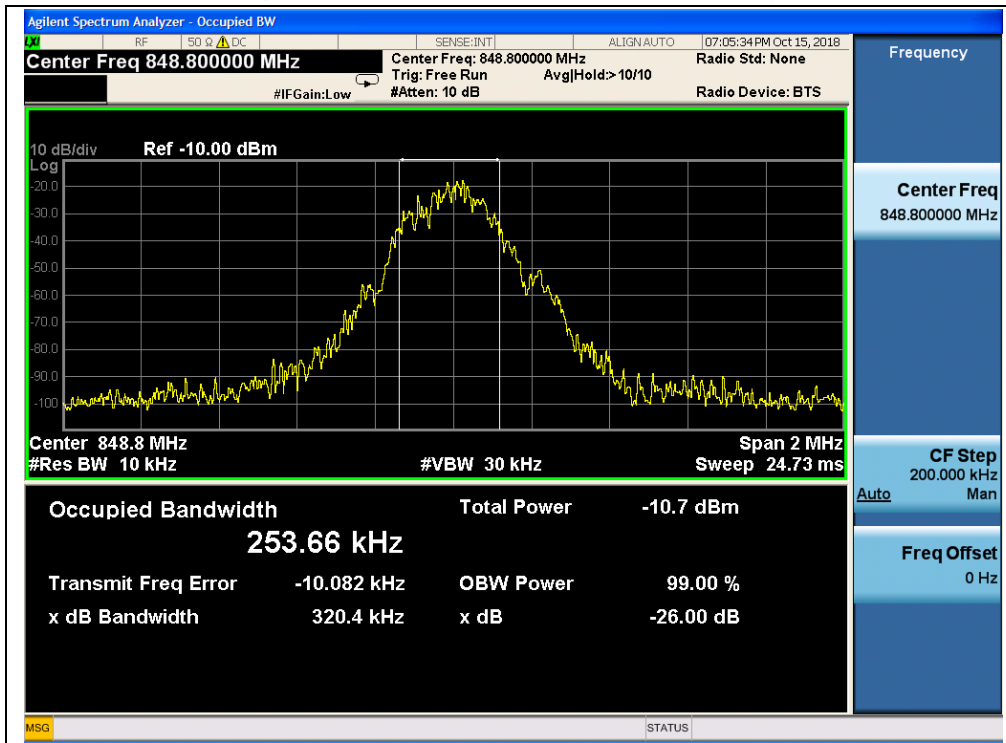 Agilent Spectrum Analyzer - Occupied BW
LXI RF 50 Ω DC SENSE:INT ALIGN AUTO 07:05:34 PM Oct 15, 2018
Center Freq 848.800000 MHz
Center Freq: 848.800000 MHz
Radio Std: None
Trig: Free Run
Avg|Hold:>10/10
#IFGain:Low
#Atten: 10 dB
Radio Device: BTS
10 dB/div
Ref -10.00 dBm
Log
-20.0
-30.0
-40.0
-50.0
-60.0
-70.0
-80.0
-90.0
-100
Center 848.8 MHz
Span 2 MHz
#Res BW 10 kHz
#VBW 30 kHz
Sweep 24.73 ms
Occupied Bandwidth
Total Power -10.7 dBm
253.66 kHz
Transmit Freq Error -10.082 kHz
OBW Power 99.00 %
x dB Bandwidth 320.4 kHz
x dB -26.00 dB
Frequency
Center Freq
848.800000 MHz
CF Step
200.000 kHz
Auto Man
Freq Offset
0 Hz
MSG
STATUS